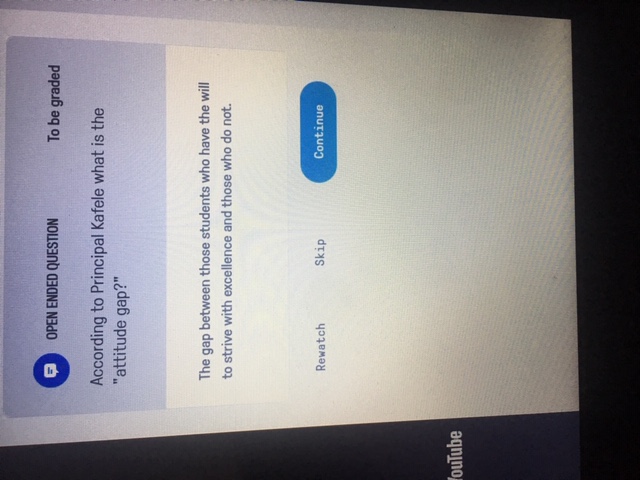 OPEN ENDED QUESTION
To be graded
According to Principal Kafele what is the
"attitude gap?"
The gap between those students who have the will
to strive with excellence and those who do not.
Rewatch Skip Continue
YouTube